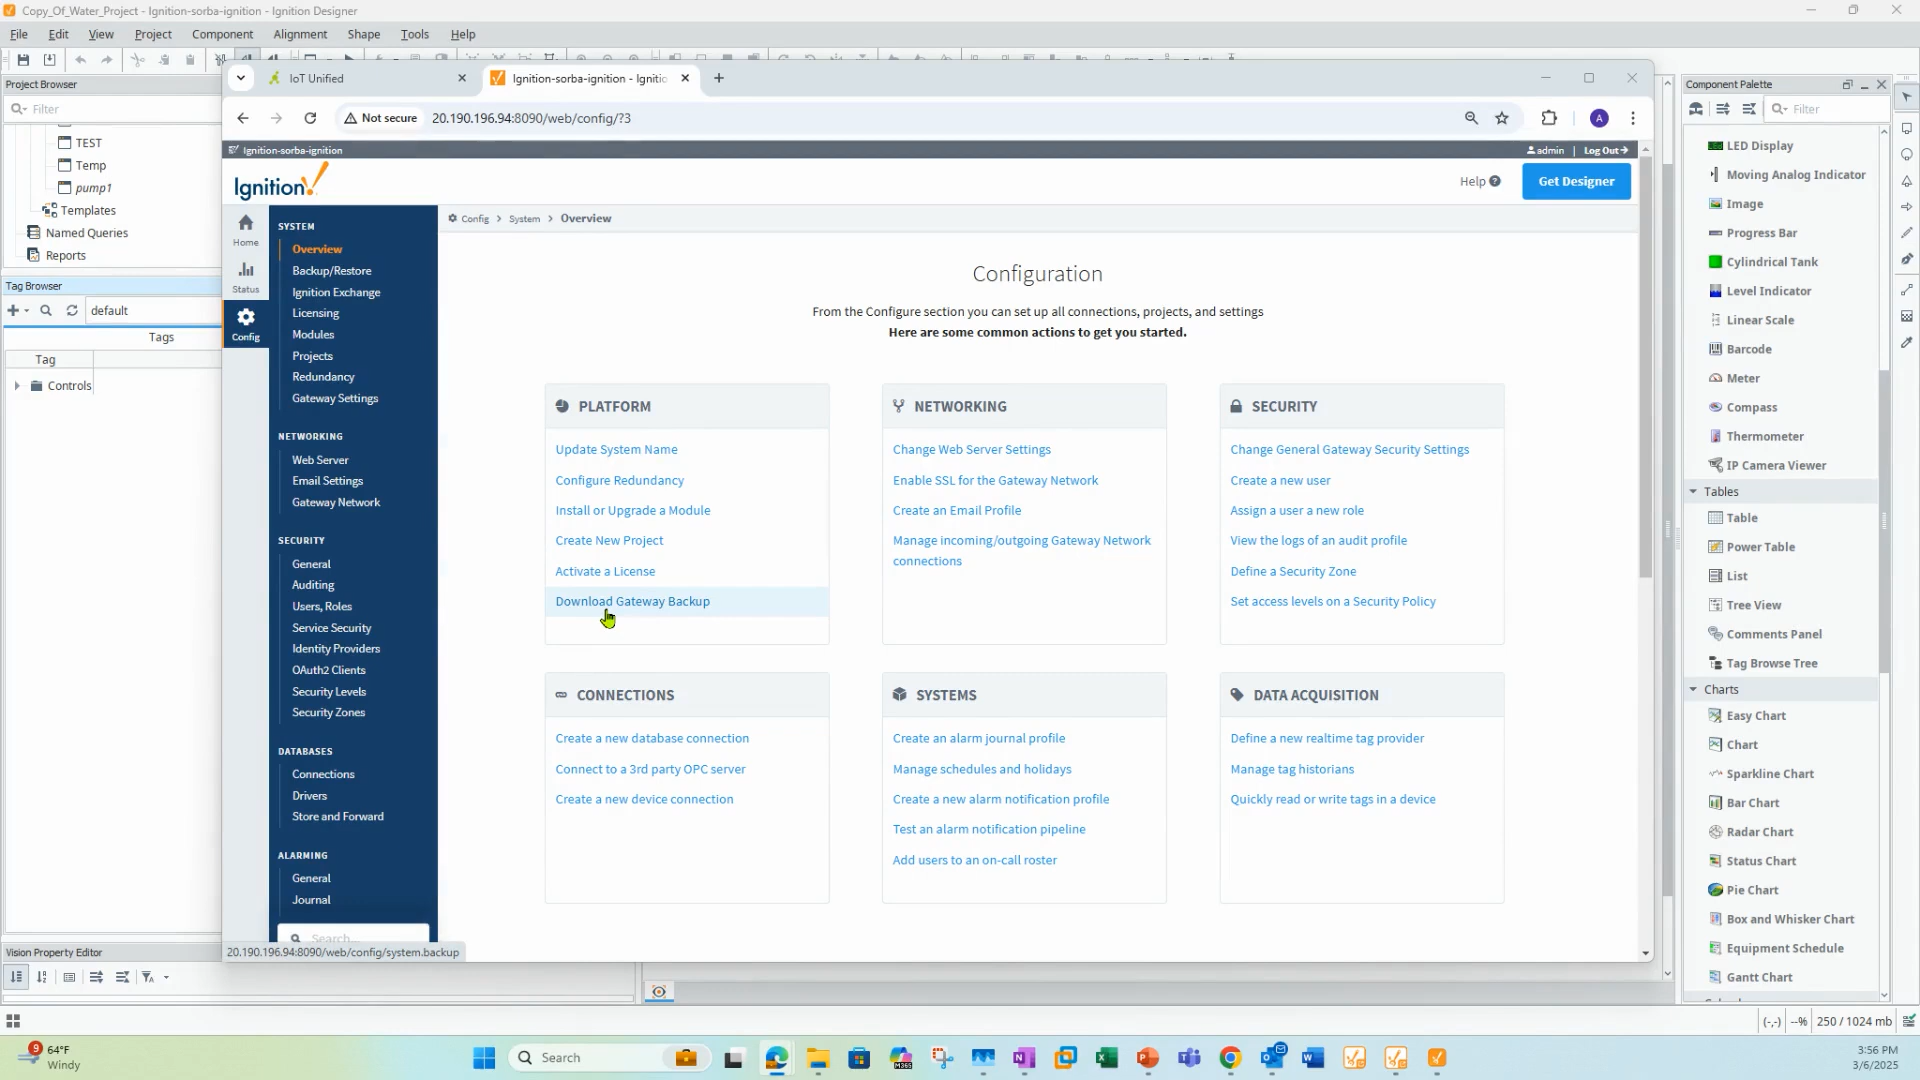 Copy_Of_Water_Project - Ignition-sorba-ignition - Ignition Designer
File Edit View Project Component Alignment Shape Tools Help
Project Browser
Filter
TEST
Temp
pump1
Templates
Named Queries
Reports
Tag Browser
default
Tags
Tag
Controls
Vision Property Editor
IoT Unified
Ignition-sorba-ignition - Ignitio
Not secure 20.190.196.94:8090/web/config/?3
A
Ignition-sorba-ignition
admin | Log Out
Ignition!
Help
Get Designer
Home
Status
Config
SYSTEM
Overview
Backup/Restore
Ignition Exchange
Licensing
Modules
Projects
Redundancy
Gateway Settings
NETWORKING
Web Server
Email Settings
Gateway Network
SECURITY
General
Auditing
Users, Roles
Service Security
Identity Providers
OAuth2 Clients
Security Levels
Security Zones
DATABASES
Connections
Drivers
Store and Forward
ALARMING
General
Journal
Search...
20.190.196.94:8090/web/config/system.backup
Config > System > Overview
Configuration
From the Configure section you can set up all connections, projects, and settings
Here are some common actions to get you started.
PLATFORM
Update System Name
Configure Redundancy
Install or Upgrade a Module
Create New Project
Activate a License
Download Gateway Backup
NETWORKING
Change Web Server Settings
Enable SSL for the Gateway Network
Create an Email Profile
Manage incoming/outgoing Gateway Network
connections
SECURITY
Change General Gateway Security Settings
Create a new user
Assign a user a new role
View the logs of an audit profile
Define a Security Zone
Set access levels on a Security Policy
CONNECTIONS
Create a new database connection
Connect to a 3rd party OPC server
Create a new device connection
SYSTEMS
Create an alarm journal profile
Manage schedules and holidays
Create a new alarm notification profile
Test an alarm notification pipeline
Add users to an on-call roster
DATA ACQUISITION
Define a new realtime tag provider
Manage tag historians
Quickly read or write tags in a device
Component Palette
Filter
LED Display
Moving Analog Indicator
Image
Progress Bar
Cylindrical Tank
Level Indicator
Linear Scale
Barcode
Meter
Compass
Thermometer
IP Camera Viewer
Tables
Table
Power Table
List
Tree View
Comments Panel
Tag Browse Tree
Charts
Easy Chart
Chart
Sparkline Chart
Bar Chart
Radar Chart
Status Chart
Pie Chart
Box and Whisker Chart
Equipment Schedule
Gantt Chart
(-,-) --% 250 / 1024 mb
9
64°F
Windy
Search
3:56 PM
3/6/2025